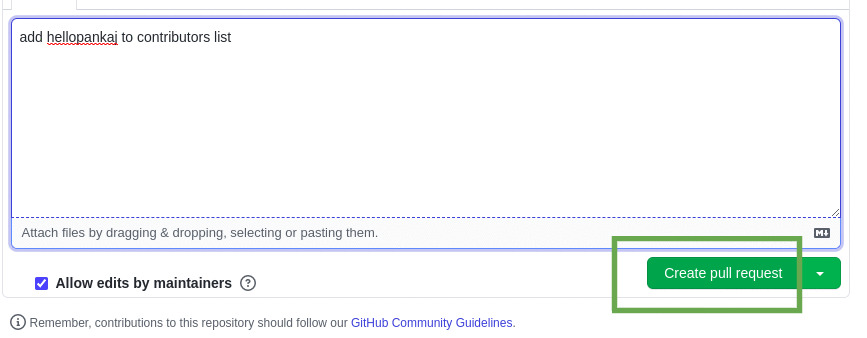 add hellopankaj to contributors list
Attach files by dragging & dropping, selecting or pasting them.
Create pull request
Allow edits by maintainers
Remember, contributions to this repository should follow our GitHub Community Guidelines.